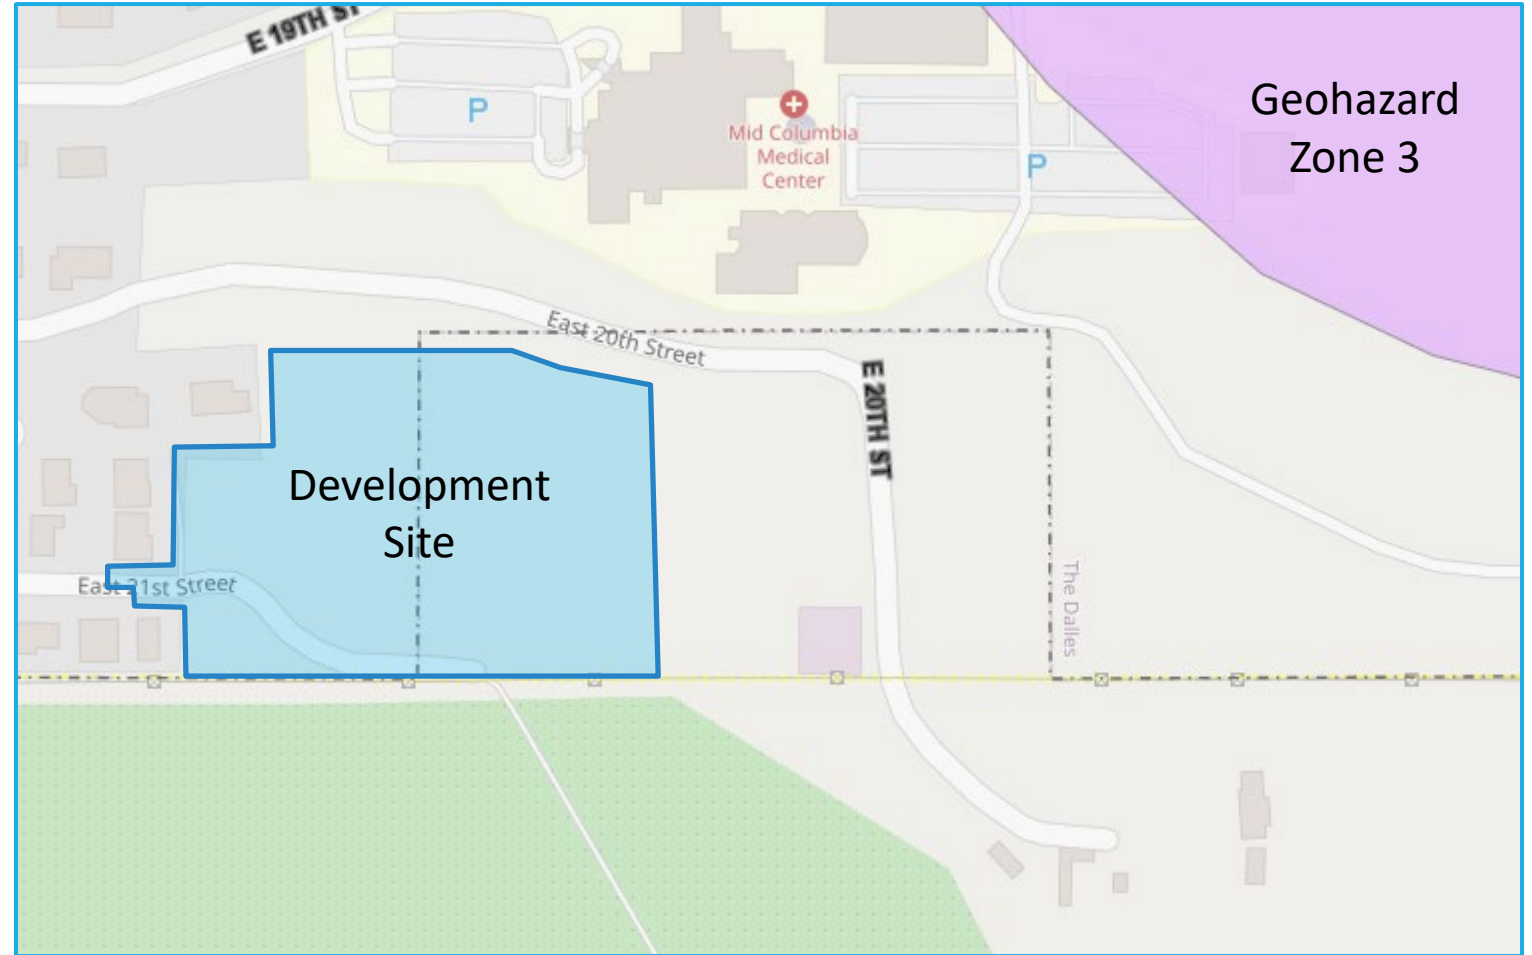 E 19TH ST
P
Mid Columbia
Medical
Center
P
Geohazard
Zone 3
East 20th Street
E 20TH ST
Development
Site
East 21st Street
The Dalles